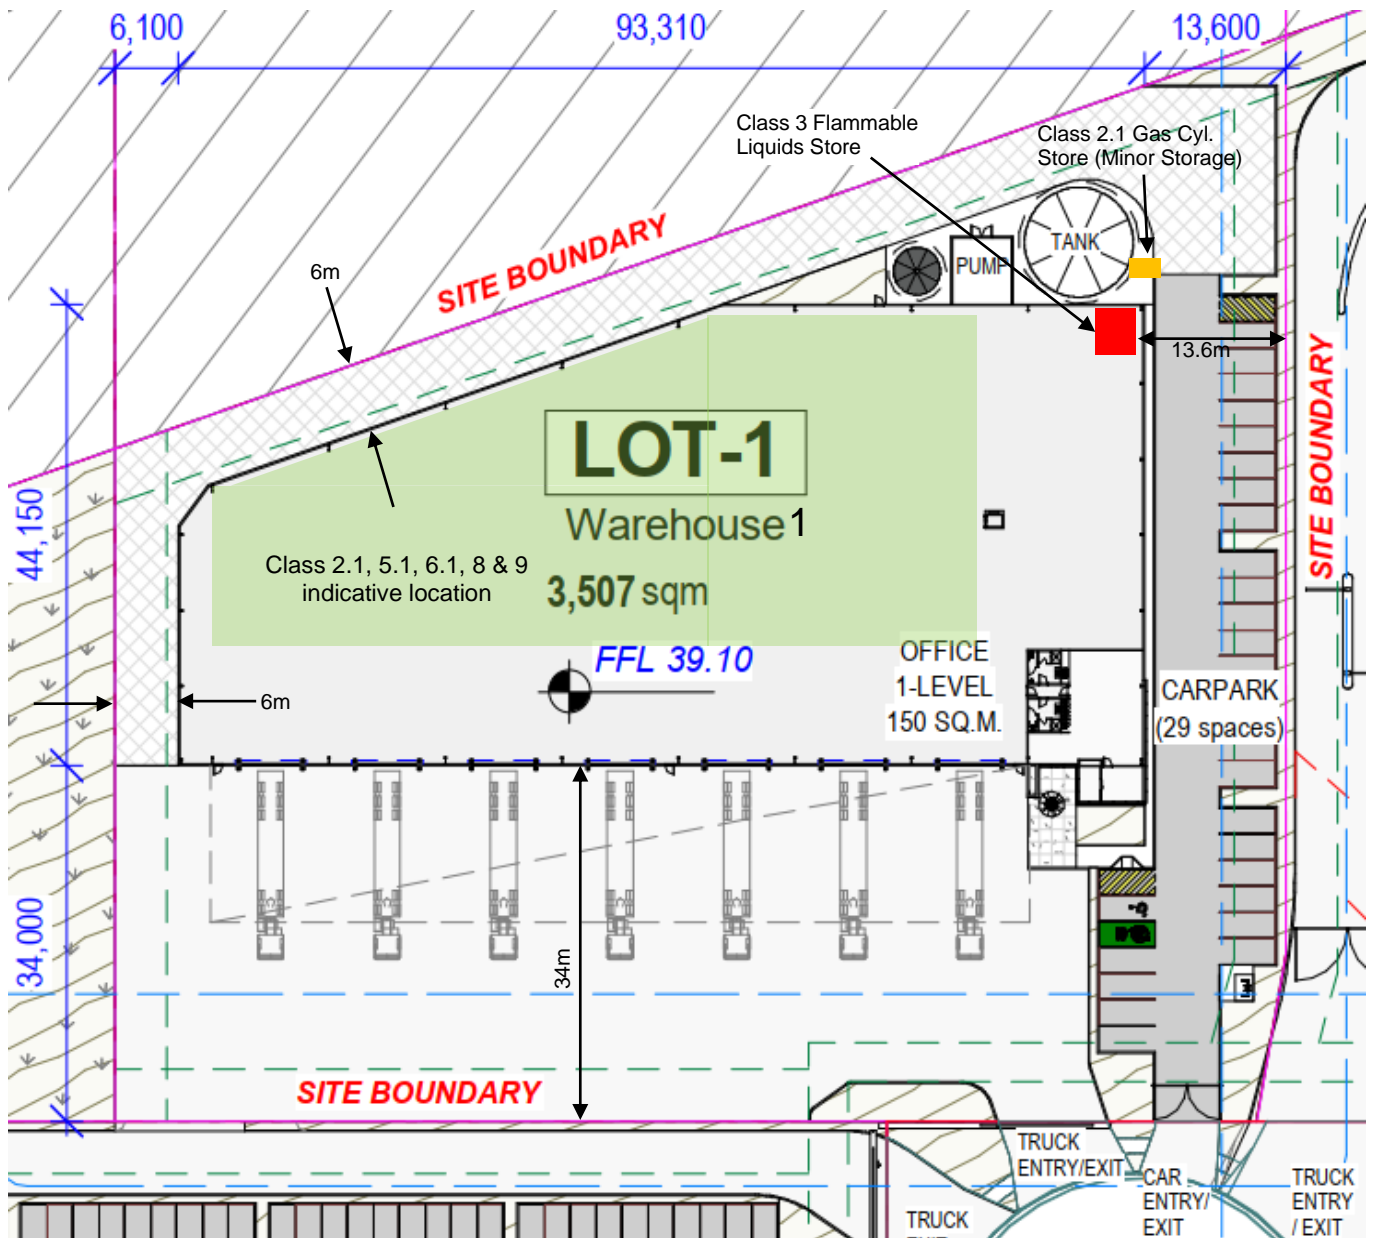 6,100
93,310
13,600
Class 3 Flammable
Liquids Store
Class 2.1 Gas Cyl.
Store (Minor Storage)
SITE BOUNDARY
6m
TANK
PUMP
13.6m
SITE BOUNDARY
44,150
LOT-1
Warehouse 1
3,507 sqm
Class 2.1, 5.1, 6.1, 8 & 9
indicative location
FFL 39.10
OFFICE
1-LEVEL
150 SQ.M.
6m
CARPARK
(29 spaces)
34,000
34m
SITE BOUNDARY
TRUCK
ENTRY/EXIT
CAR
ENTRY/
EXIT
TRUCK
ENTRY
/ EXIT
TRUCK